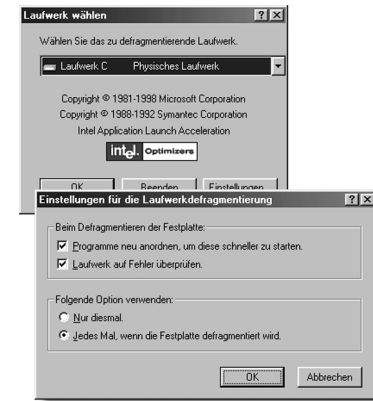 Laufwerk wählen
Wählen Sie das zu defragmentierende Laufwerk.
Laufwerk C Physisches Laufwerk
Copyright © 1981-1998 Microsoft Corporation
Copyright © 1988-1992 Symantec Corporation
Intel Application Launch Acceleration
intel. Optimizers
OK Beenden Einstellungen
Einstellungen für die Laufwerkdefragmentierung
Beim Defragmentieren der Festplatte:
Programme neu anordnen, um diese schneller zu starten.
Laufwerk auf Fehler überprüfen.
Folgende Option verwenden:
Nur diesmal.
Jedes Mal, wenn die Festplatte defragmentiert wird.
OK Abbrechen